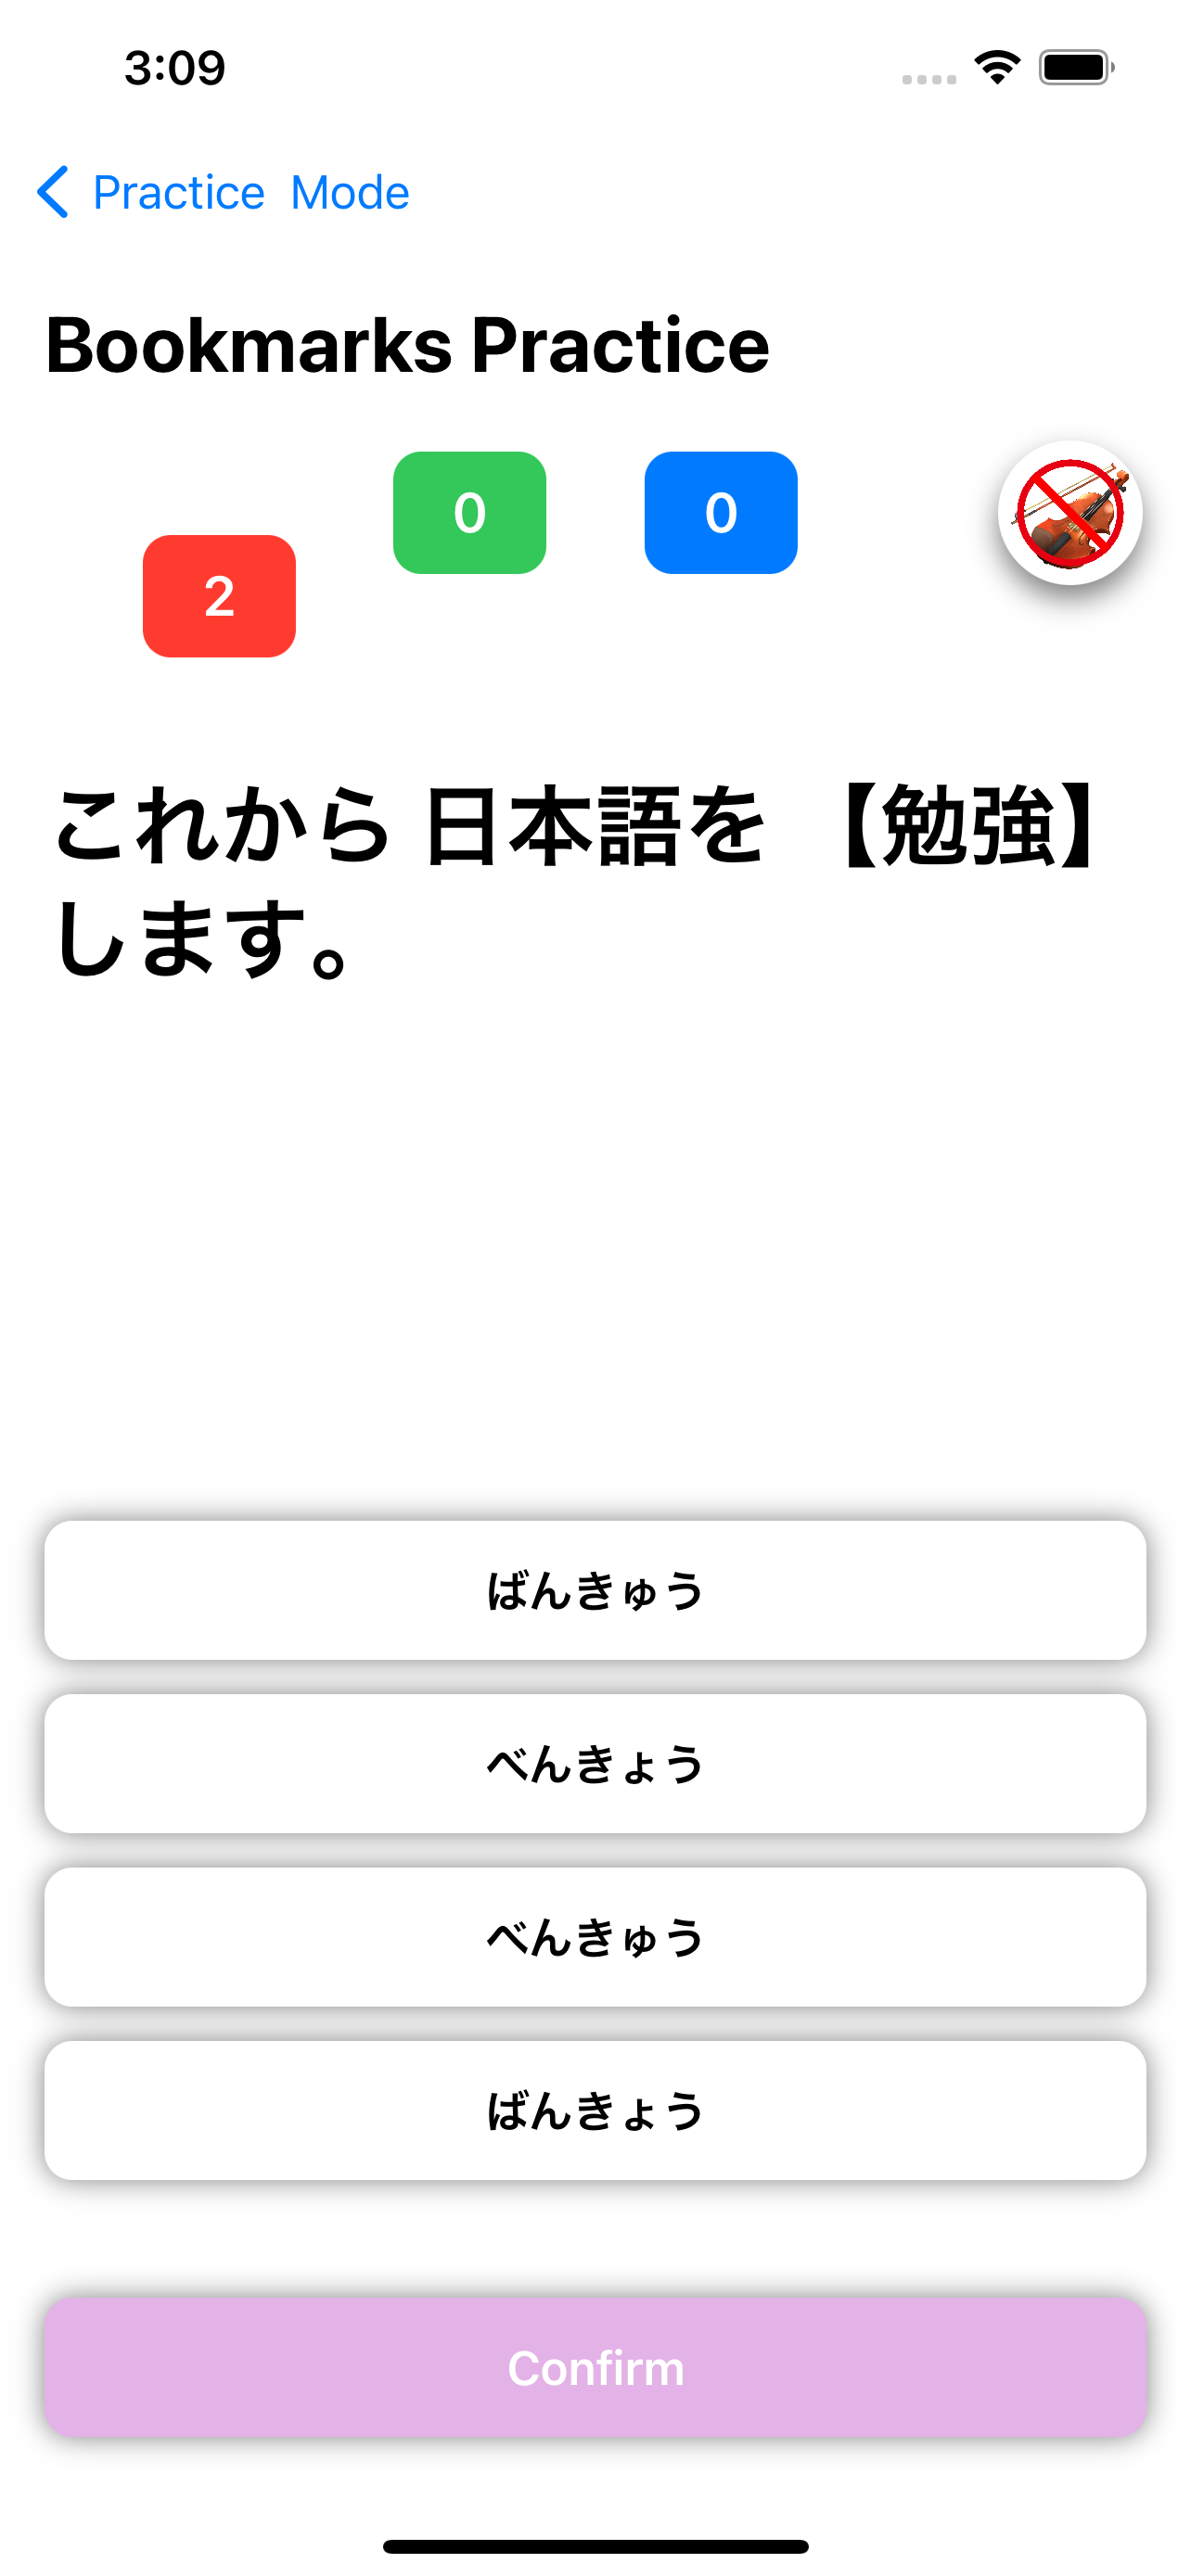 3:09
Practice Mode
Bookmarks Practice
0
0
2
これから 日本語を 【勉強】
します。
ばんきゅう
べんきょう
べんきゅう
ばんきょう
Confirm